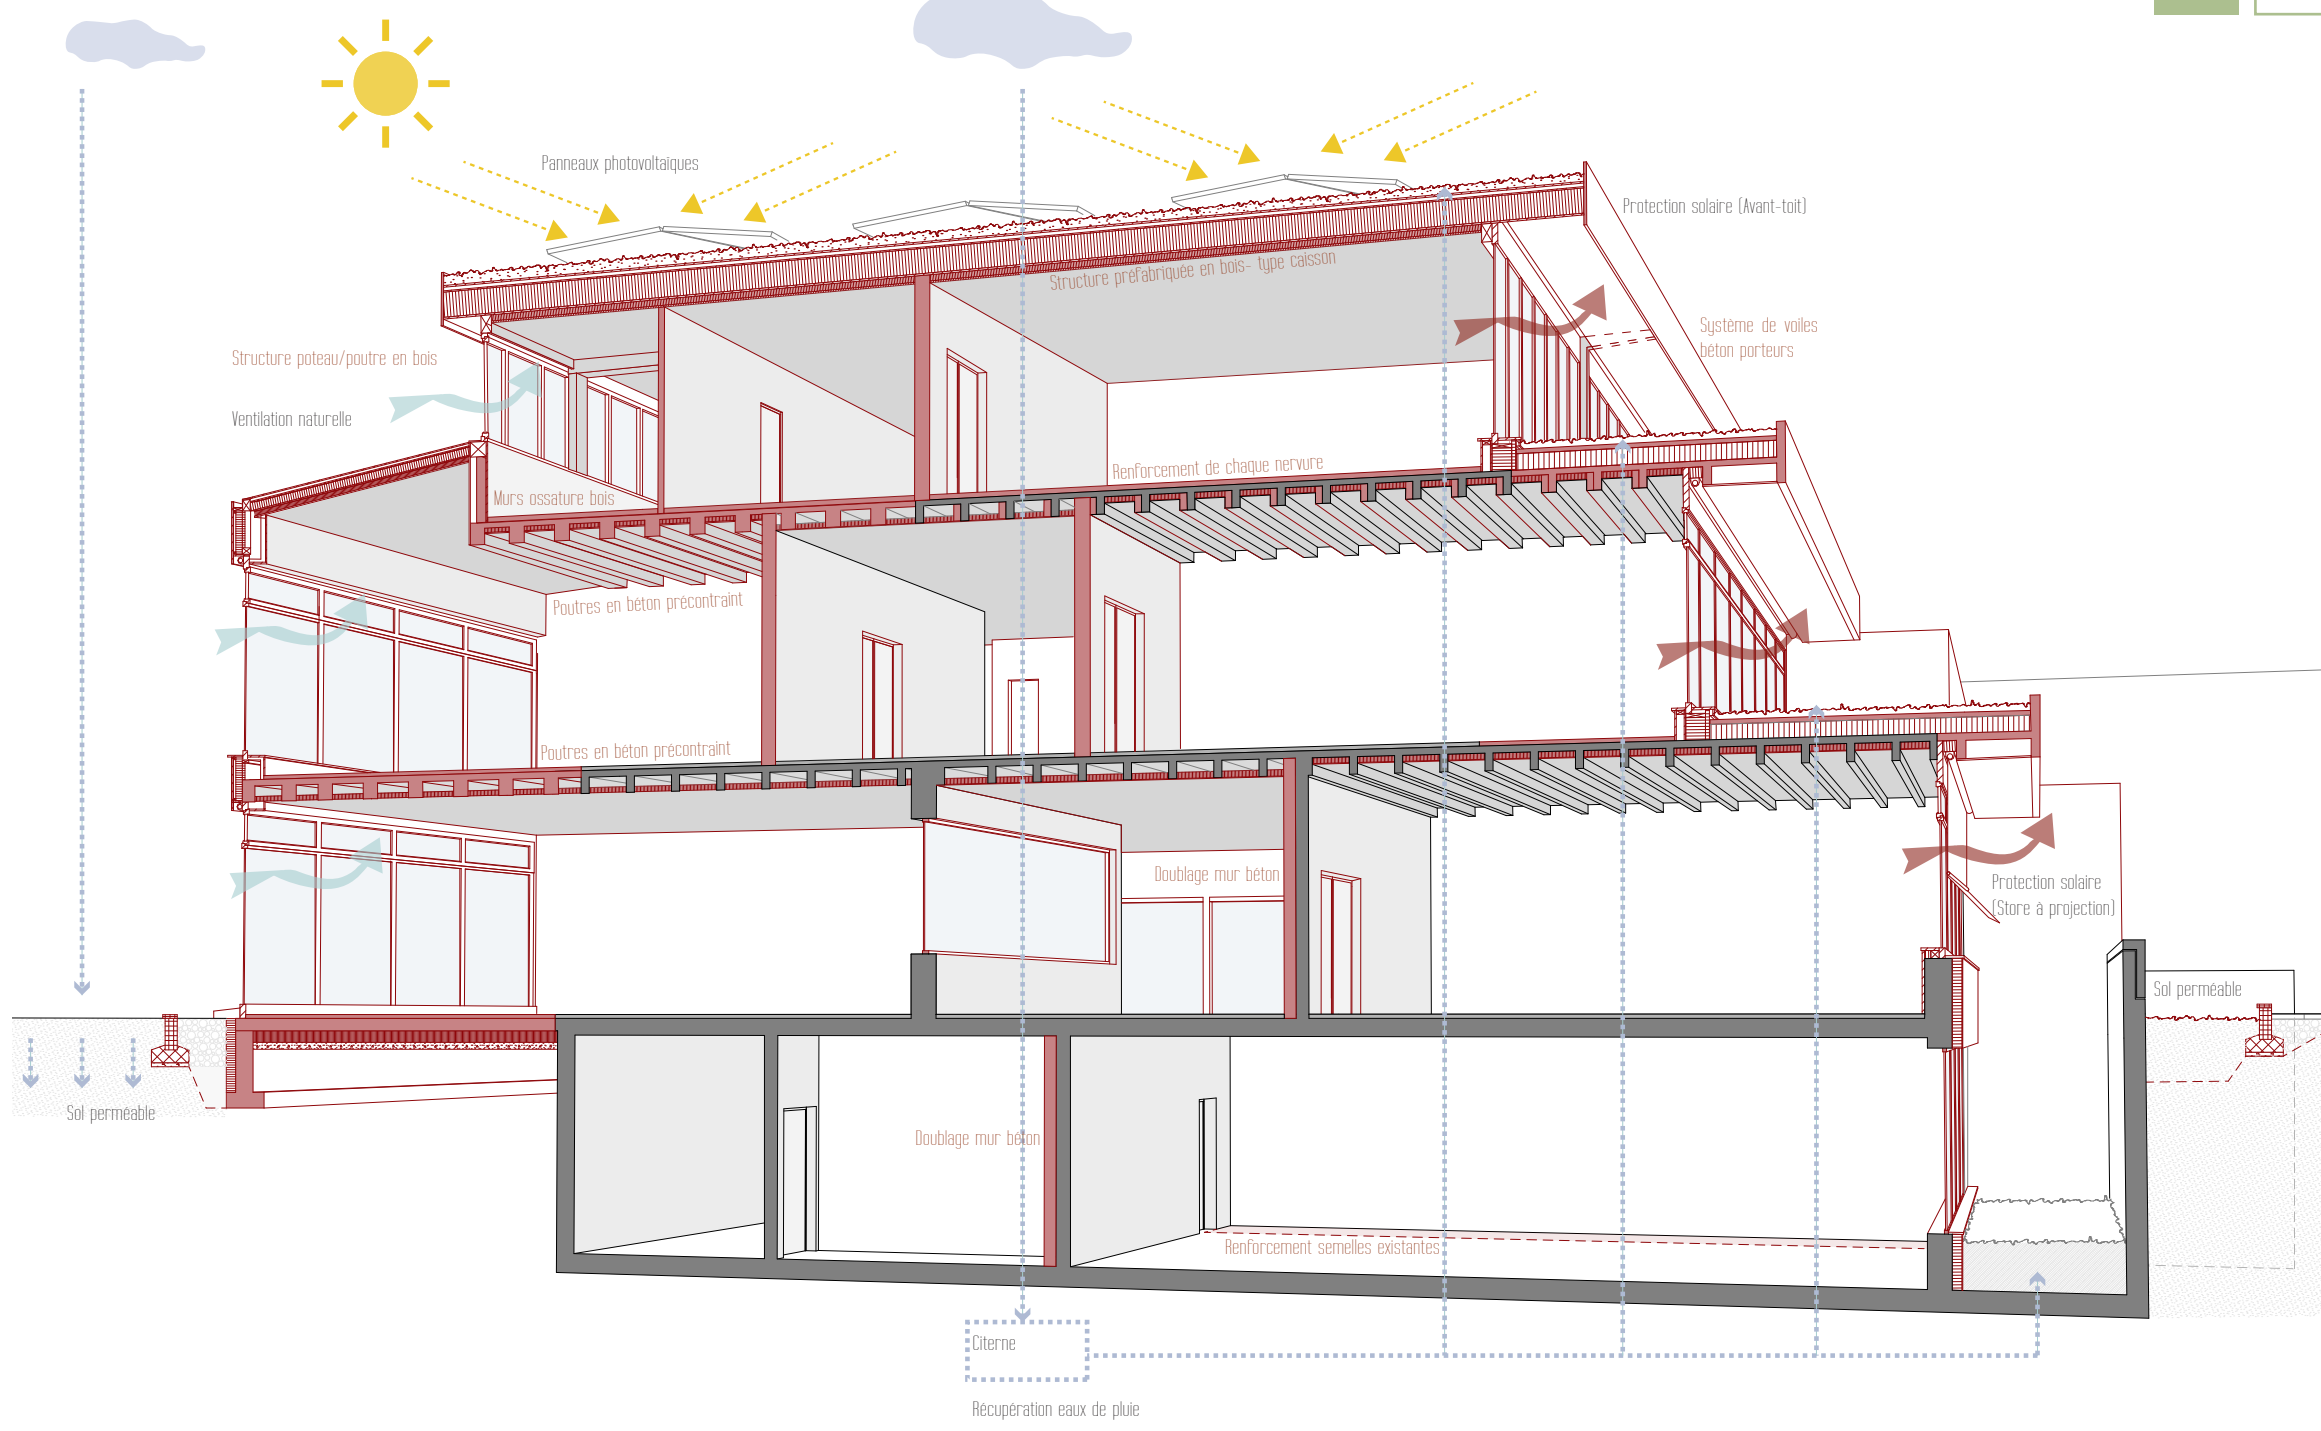 Panneaux photovoltaïques
Protection solaire (Avant-toit)
Structure préfabriquée en bois- type caisson
Système de voiles
béton porteurs
Structure poteau/poutre en bois
Ventilation naturelle
Renforcement de chaque nervure
Murs ossature bois
Poutres en béton précontraint
Poutres en béton précontraint
Doublage mur béton
Protection solaire
(Store à projection)
Sol perméable
Sol perméable
Doublage mur béton
Renforcement semelles existantes
Citerne
Récupération eaux de pluie